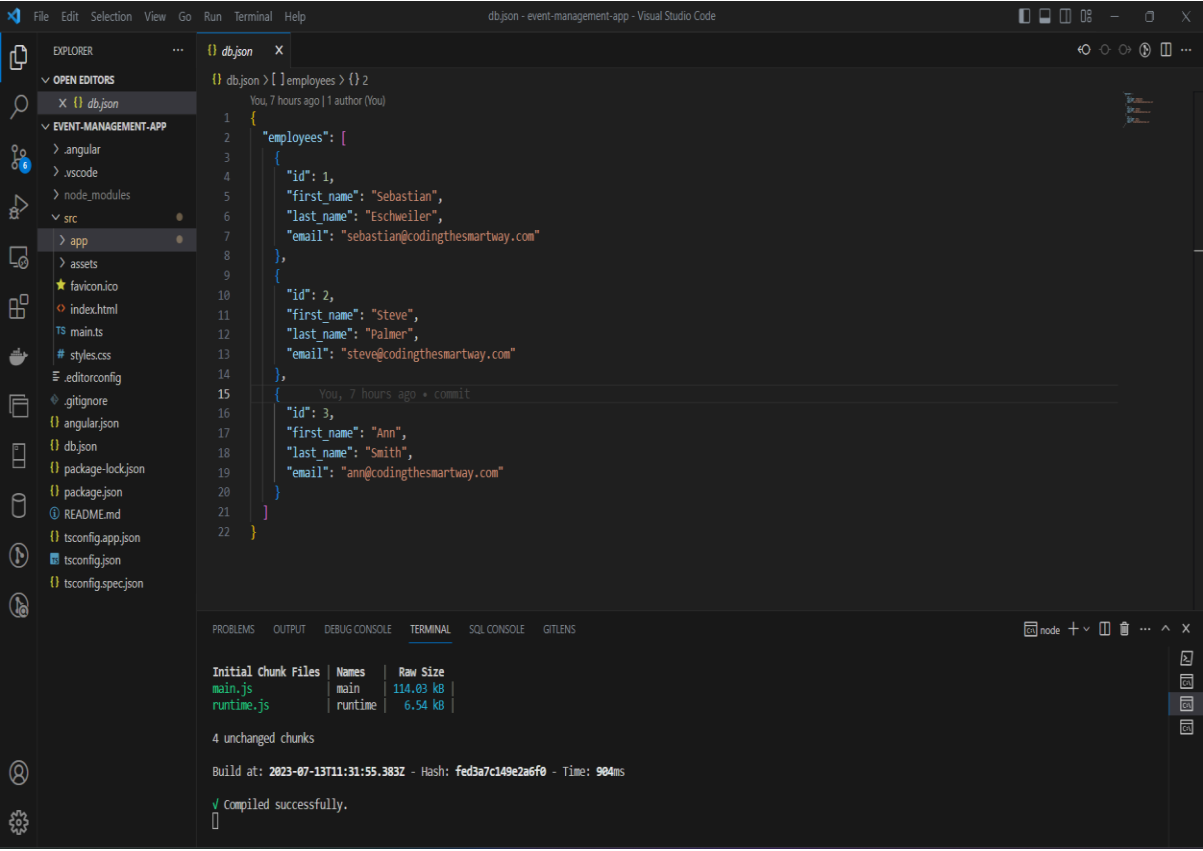 File Edit Selection View Go Run Terminal Help
db.json - event-management-app - Visual Studio Code
EXPLORER
OPEN EDITORS
{} db.json
EVENT-MANAGEMENT-APP
.angular
.vscode
node_modules
src
app
assets
favicon.ico
<> index.html
TS main.ts
# styles.css
.editorconfig
.gitignore
{} angular.json
{} db.json
{} package-lock.json
{} package.json
README.md
{} tsconfig.app.json
tsconfig.json
{} tsconfig.spec.json
6
{} db.json X
{} db.json > [ ] employees > {} 2
You, 7 hours ago | 1 author (You)
1 {
2 "employees": [
3 {
4 "id": 1,
5 "first_name": "Sebastian",
6 "last_name": "Eschweiler",
7 "email": "sebastian@codingthesmartway.com"
8 },
9 {
10 "id": 2,
11 "first_name": "Steve",
12 "last_name": "Palmer",
13 "email": "steve@codingthesmartway.com"
14 },
15 { You, 7 hours ago • commit
16 "id": 3,
17 "first_name": "Ann",
18 "last_name": "Smith",
19 "email": "ann@codingthesmartway.com"
20 }
21 ]
22 }
PROBLEMS OUTPUT DEBUG CONSOLE TERMINAL SQL CONSOLE GITLENS
node
Initial Chunk Files | Names | Raw Size
main.js | main | 114.03 kB |
runtime.js | runtime | 6.54 kB |
4 unchanged chunks
Build at: 2023-07-13T11:31:55.383Z - Hash: fed3a7c149e2a6f0 - Time: 904ms
√ Compiled successfully.